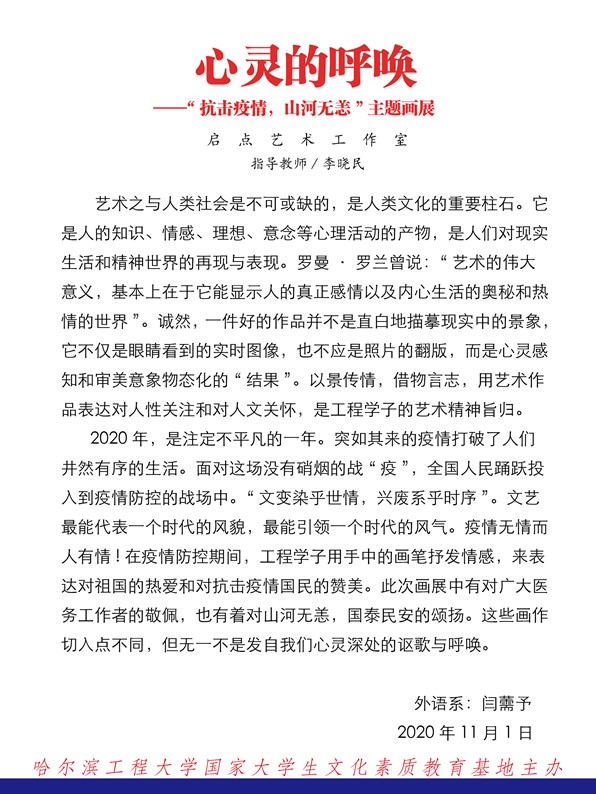 心灵的呼唤
——“抗击疫情，山河无恙”主题画展
启点艺术工作室
指导教师／李晓民
艺术之与人类社会是不可或缺的，是人类文化的重要柱石。它
是人的知识、情感、理想、意念等心理活动的产物，是人们对现实
生活和精神世界的再现与表现。罗曼·罗兰曾说：“艺术的伟大
意义，基本上在于它能显示人的真正感情以及内心生活的奥秘和热
情的世界”。诚然，一件好的作品并不是直白地描摹现实中的景象，
它不仅是眼睛看到的实时图像，也不应是照片的翻版，而是心灵感
知和审美意象物态化的“结果”。以景传情，借物言志，用艺术作
品表达对人性关注和对人文关怀，是工程学子的艺术精神旨归。
2020 年，是注定不平凡的一年。突如其来的疫情打破了人们
井然有序的生活。面对这场没有硝烟的战“疫”，全国人民踊跃投
入到疫情防控的战场中。“文变染乎世情，兴废系乎时序”。文艺
最能代表一个时代的风貌，最能引领一个时代的风气。疫情无情而
人有情！在疫情防控期间，工程学子用手中的画笔抒发情感，来表
达对祖国的热爱和对抗击疫情国民的赞美。此次画展中有对广大医
务工作者的敬佩，也有着对山河无恙，国泰民安的颂扬。这些画作
切入点不同，但无一不是发自我们心灵深处的讴歌与呼唤。
外语系：闫薷予
2020 年 11 月 1 日
哈尔滨工程大学国家大学生文化素质教育基地主办